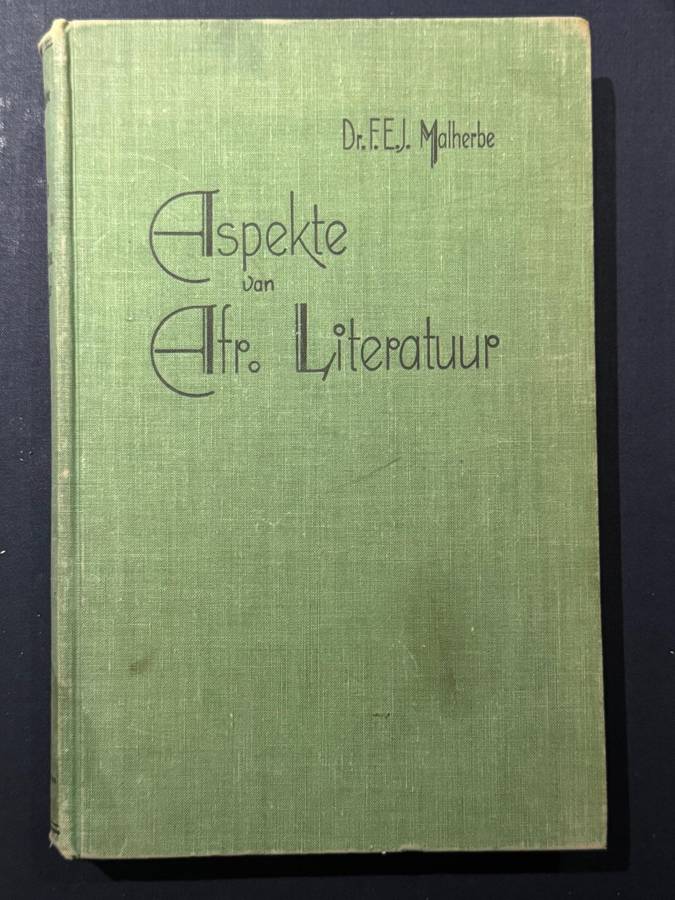 Dr. F.E.J. Malherbe
Aspekte
van
Afr. Literatuur